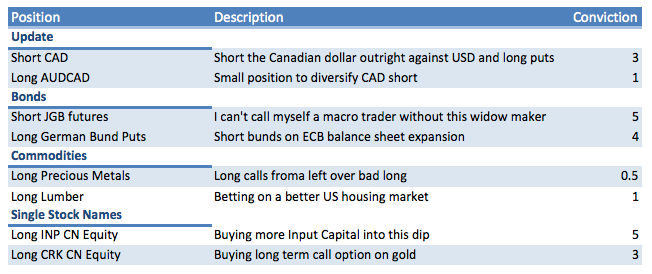 Position Description Conviction
Update
Short CAD Short the Canadian dollar outright against USD and long puts 3
Long AUDCAD Small position to diversify CAD short 1
Bonds
Short JGB futures I can't call myself a macro trader without this widow maker 5
Long German Bund Puts Short bunds on ECB balance sheet expansion 4
Commodities
Long Precious Metals Long calls froma left over bad long 0.5
Long Lumber Betting on a better US housing market 1
Single Stock Names
Long INP CN Equity Buying more Input Capital into this dip 5
Long CRK CN Equity Buying long term call option on gold 3